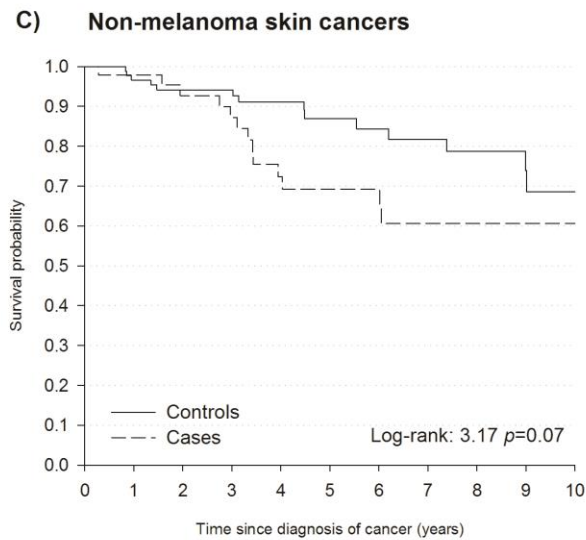 C) Non-melanoma skin cancers
1.0
0.9
0.8
0.7
0.6
0.5
0.4
0.3
0.2
0.1
0.0
Survival probability
Controls
Cases
Log-rank: 3.17 p=0.07
0 1 2 3 4 5 6 7 8 9 10
Time since diagnosis of cancer (years)